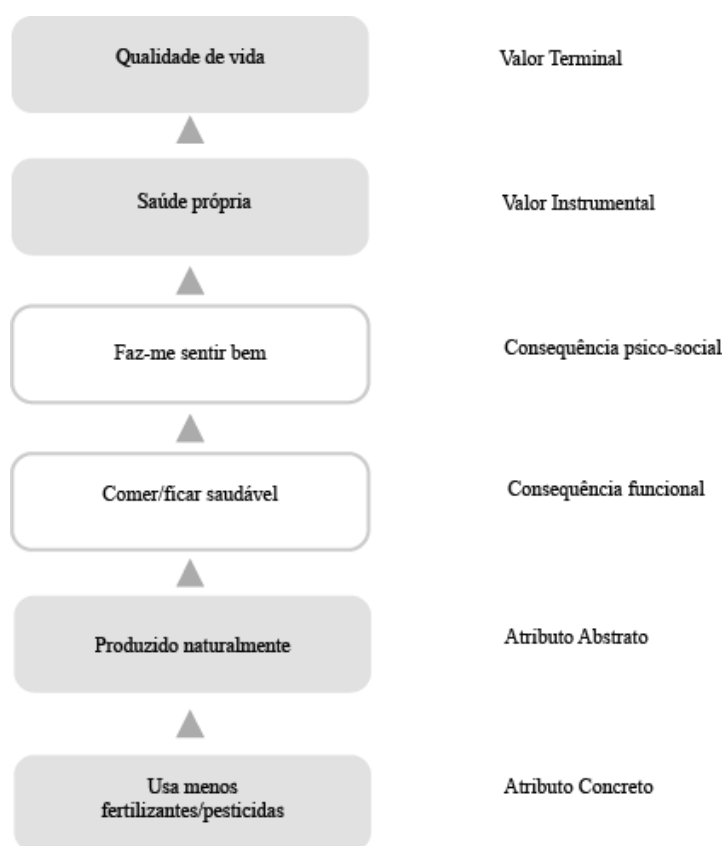 Qualidade de vida
Valor Terminal
Saúde própria
Valor Instrumental
Faz-me sentir bem
Consequência psico-social
Comer/ficar saudável
Consequência funcional
Produzido naturalmente
Atributo Abstrato
Usa menos
fertilizantes/pesticidas
Atributo Concreto